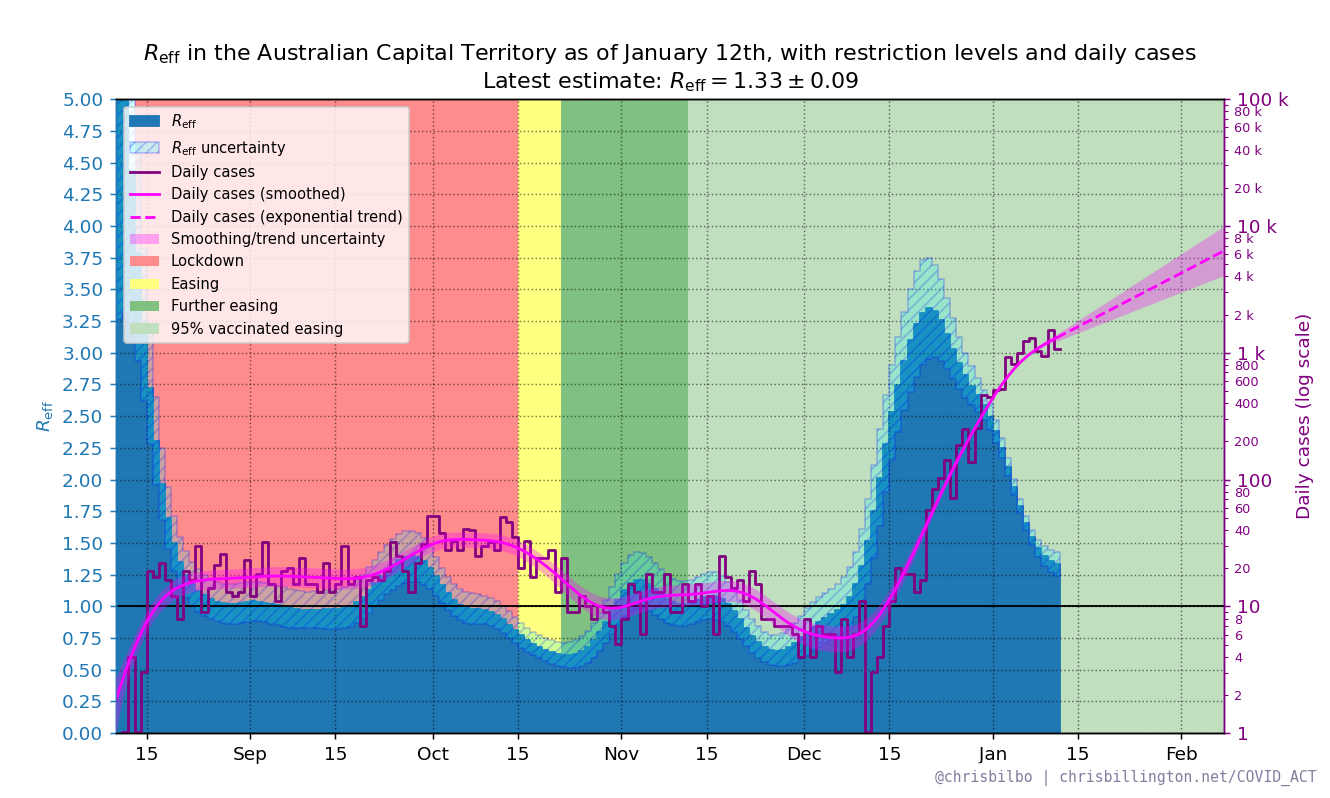 R_eff in the Australian Capital Territory as of January 12th, with restriction levels and daily cases
Latest estimate: R_eff = 1.33 ± 0.09
R_eff
R_eff uncertainty
Daily cases
Daily cases (smoothed)
Daily cases (exponential trend)
Smoothing/trend uncertainty
Lockdown
Easing
Further easing
95% vaccinated easing
5.00
4.75
4.50
4.25
4.00
3.75
3.50
3.25
3.00
2.75
2.50
2.25
2.00
1.75
1.50
1.25
1.00
0.75
0.50
0.25
0.00
R_eff
100 k
80 k
60 k
40 k
20 k
10 k
8 k
6 k
4 k
2 k
1 k
800
600
400
200
100
80
60
40
20
10
8
6
4
2
1
Daily cases (log scale)
15 Sep 15 Oct 15 Nov 15 Dec 15 Jan 15 Feb
@chrisbilbo | chrisbillington.net/COVID_ACT